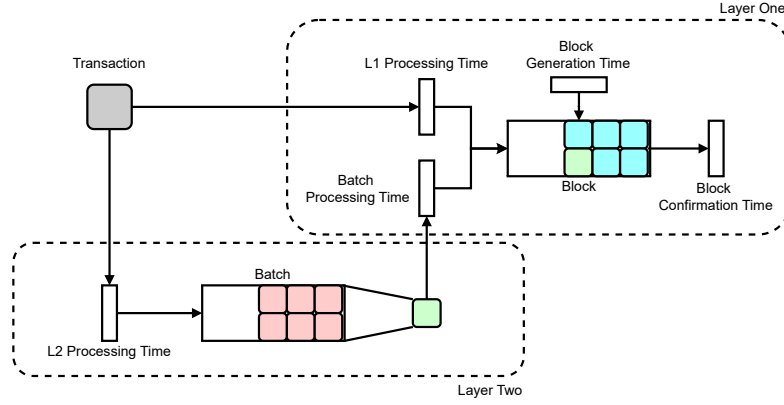 Layer One
Transaction
L1 Processing Time
Block
Generation Time
Batch
Processing Time
Block
Block
Confirmation Time
Batch
L2 Processing Time
Layer Two